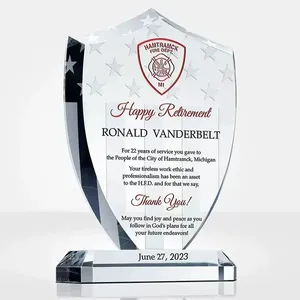 HAMTRAMCK
FIRE DEPT.
MI
Happy Retirement
RONALD VANDERBELT
For 22 years of service you gave to
the People of the City of Hamtramck, Michigan
Your tireless work ethic and
professionalism has been an asset
to the H.F.D. and for that we say,
Thank You!
May you find joy and peace as you
follow in God's plans for all
your future endeavors!
June 27, 2023